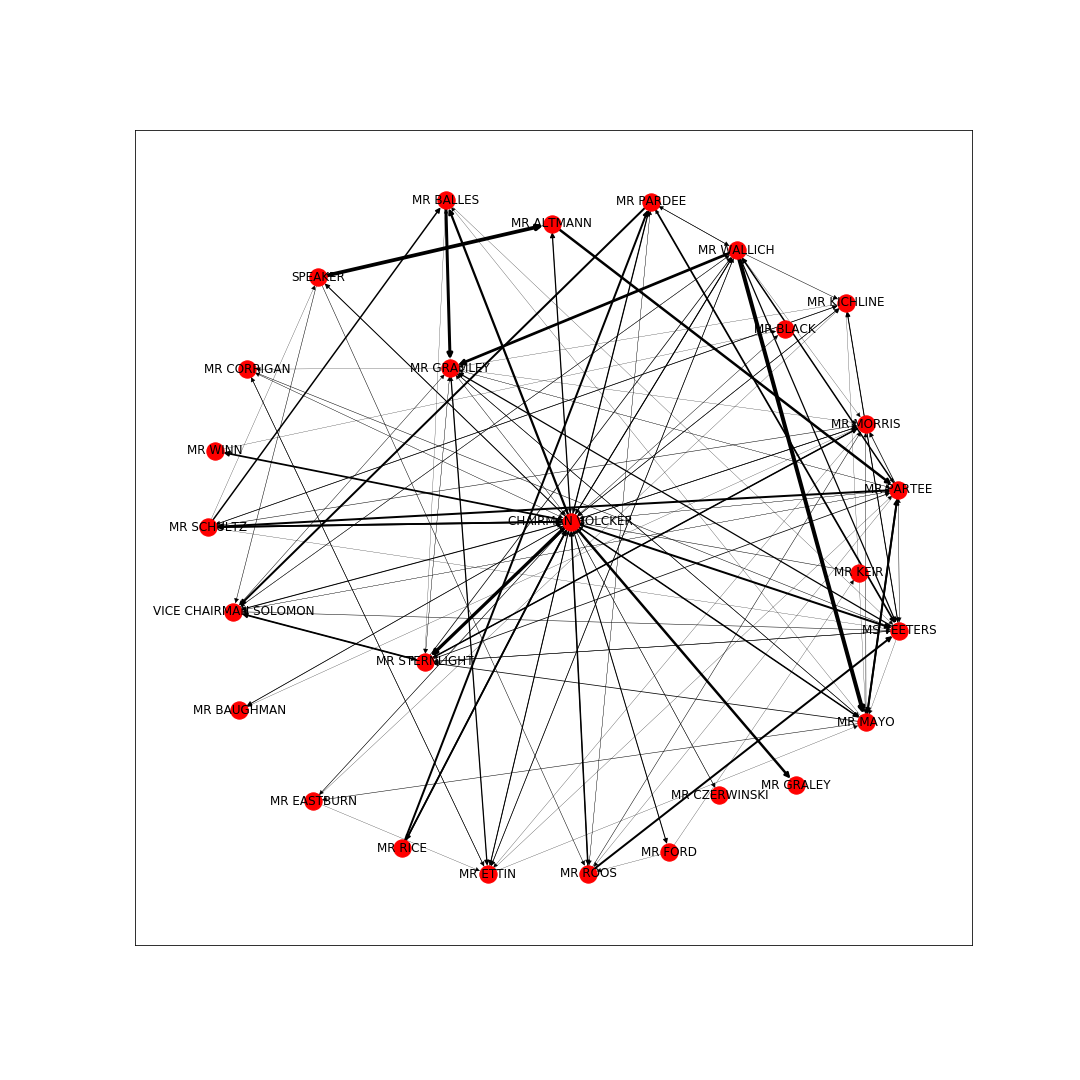 MR BALLES
MR PARDEE
MR ALTMANN
MR WALLICH
SPEAKER
MR KICHLINE
MR BLACK
MR CORRIGAN
MR GRAMLEY
MR MORRIS
MR WINN
MR PARTEE
CHAIRMAN VOLCKER
MR SCHULTZ
MR KEIR
VICE CHAIRMAN SOLOMON
MS TEETERS
MR STERNLIGHT
MR BAUGHMAN
MR MAYO
MR GRALEY
MR CZERWINSKI
MR EASTBURN
MR RICE
MR FORD
MR ETTIN
MR ROOS